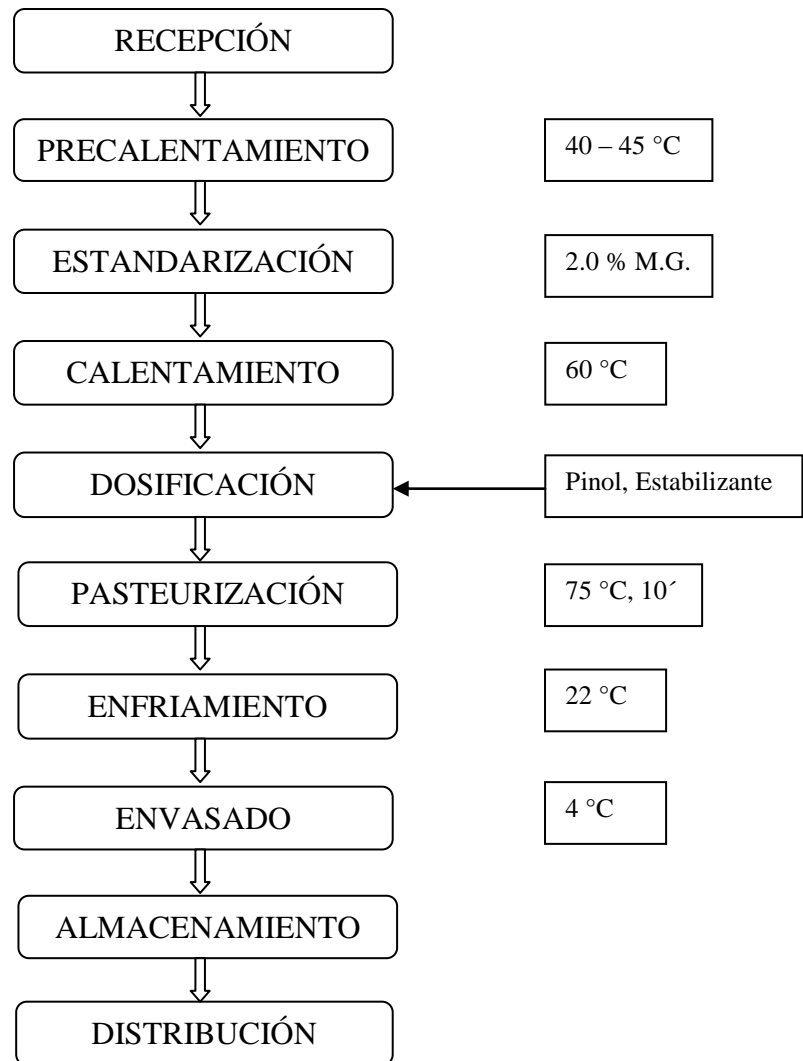 RECEPCIÓN
PRECALENTAMIENTO
40 – 45 °C
ESTANDARIZACIÓN
2.0 % M.G.
CALENTAMIENTO
60 °C
DOSIFICACIÓN
Pinol, Estabilizante
PASTEURIZACIÓN
75 °C, 10´
ENFRIAMIENTO
22 °C
ENVASADO
4 °C
ALMACENAMIENTO
DISTRIBUCIÓN